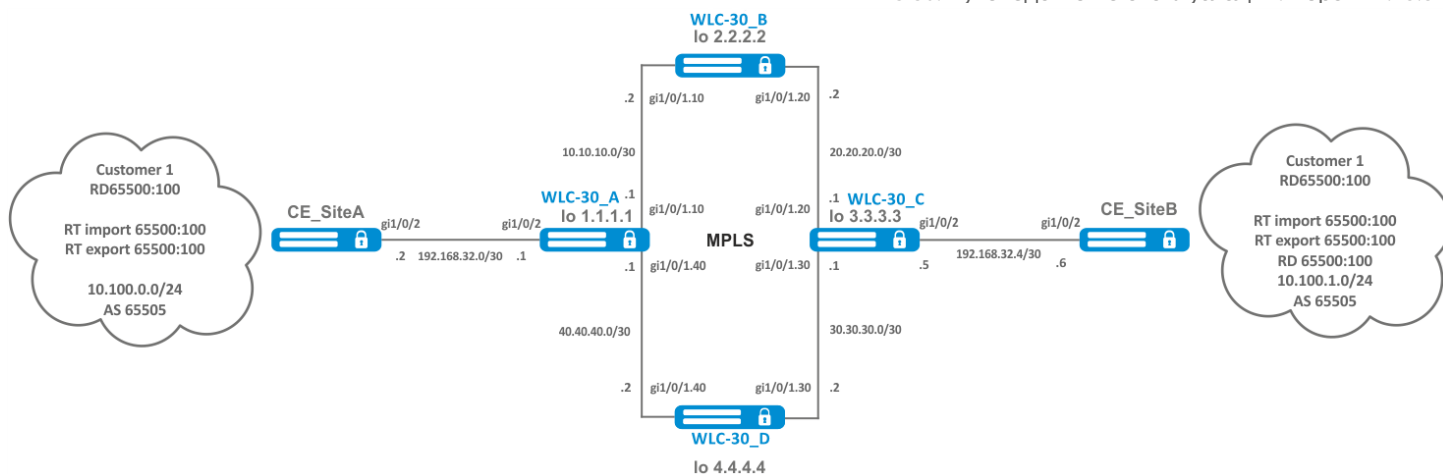 WLC-30_B
lo 2.2.2.2
.2
gi1/0/1.10
gi1/0/1.20
.2
10.10.10.0/30
20.20.20.0/30
Customer 1
RD65500:100
RT import 65500:100
RT export 65500:100
10.100.0.0/24
AS 65505
CE_SiteA
gi1/0/2
.2
192.168.32.0/30
gi1/0/2
.1
WLC-30_A
lo 1.1.1.1
.1
gi1/0/1.10
gi1/0/1.20
.1
MPLS
.1
gi1/0/1.40
gi1/0/1.30
.1
WLC-30_C
lo 3.3.3.3
gi1/0/2
.5
192.168.32.4/30
gi1/0/2
.6
CE_SiteB
Customer 1
RD65500:100
RT import 65500:100
RT export 65500:100
RD 65500:100
10.100.1.0/24
AS 65505
40.40.40.0/30
30.30.30.0/30
.2
gi1/0/1.40
gi1/0/1.30
.2
WLC-30_D
lo 4.4.4.4